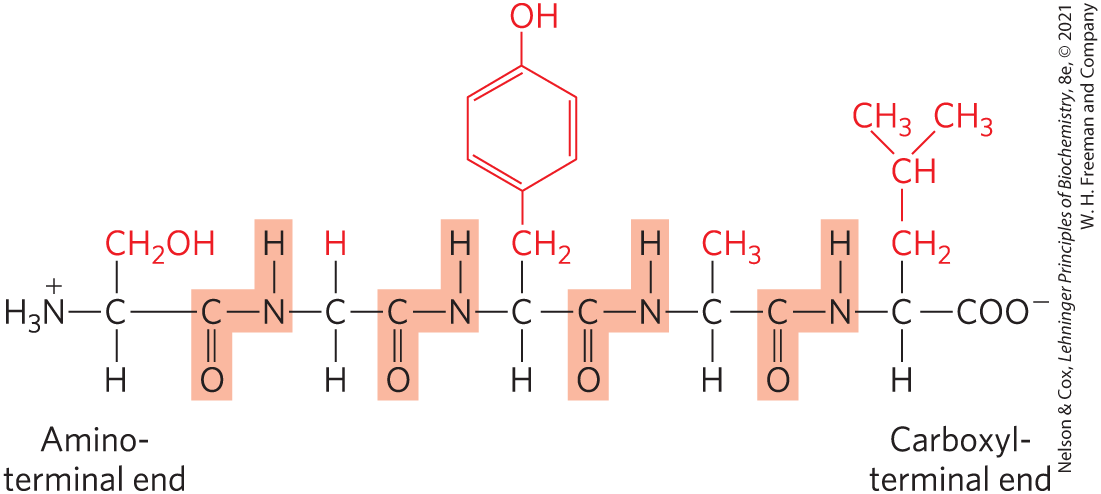 OH
CH3 CH3
CH
CH2OH H H H CH2 H CH3 H CH2
+
H3N C C N C C N C C N C C N C COO−
H O H O H O H O H
Amino-
terminal end
Carboxyl-
terminal end
Nelson & Cox, Lehninger Principles of Biochemistry, 8e, © 2021
W. H. Freeman and Company